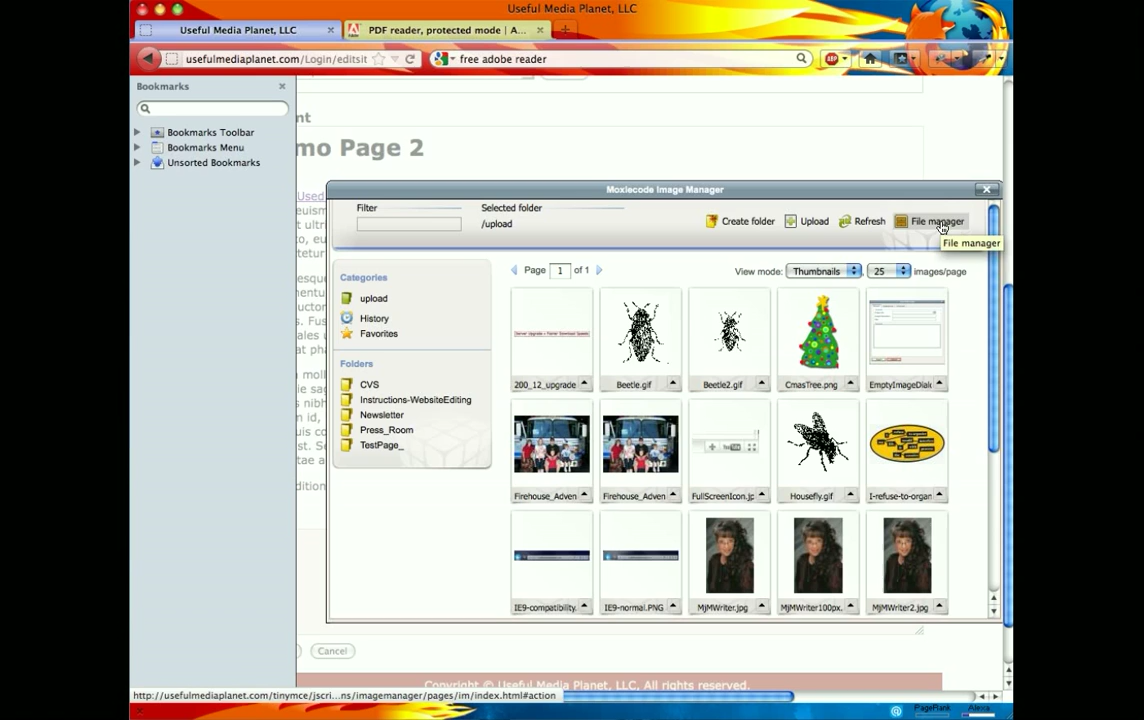 Useful Media Planet, LLC
Useful Media Planet, LLC
PDF reader, protected mode | A...
usefulmediaplanet.com/Login/editsit
free adobe reader
Bookmarks
Bookmarks Toolbar
Bookmarks Menu
Unsorted Bookmarks
nt
mo Page 2
Used
Moxiecode Image Manager
Filter
Selected folder
/upload
Create folder
Upload
Refresh
File manager
File manager
Categories
upload
History
Favorites
Folders
CVS
Instructions-WebsiteEditing
Newsletter
Press_Room
TestPage_
Page 1 of 1
View mode: Thumbnails , 25 images/page
200_12_upgrade
Beetle.gif
Beetle2.gif
CmasTree.png
EmptyImageDialo
Firehouse_Adven
Firehouse_Adven
FullScreenIcon.jp
Housefly.gif
I-refuse-to-organ
IE9-compatibility.
IE9-normal.PNG
MjMWriter.jpg
MjMWriter100px.
MjMWriter2.jpg
Cancel
Copyright © Useful Media Planet, LLC, All rights reserved.
http://usefulmediaplanet.com/tinymce/jscri...ns/imagemanager/pages/im/index.html#action
PageRank
Alexa